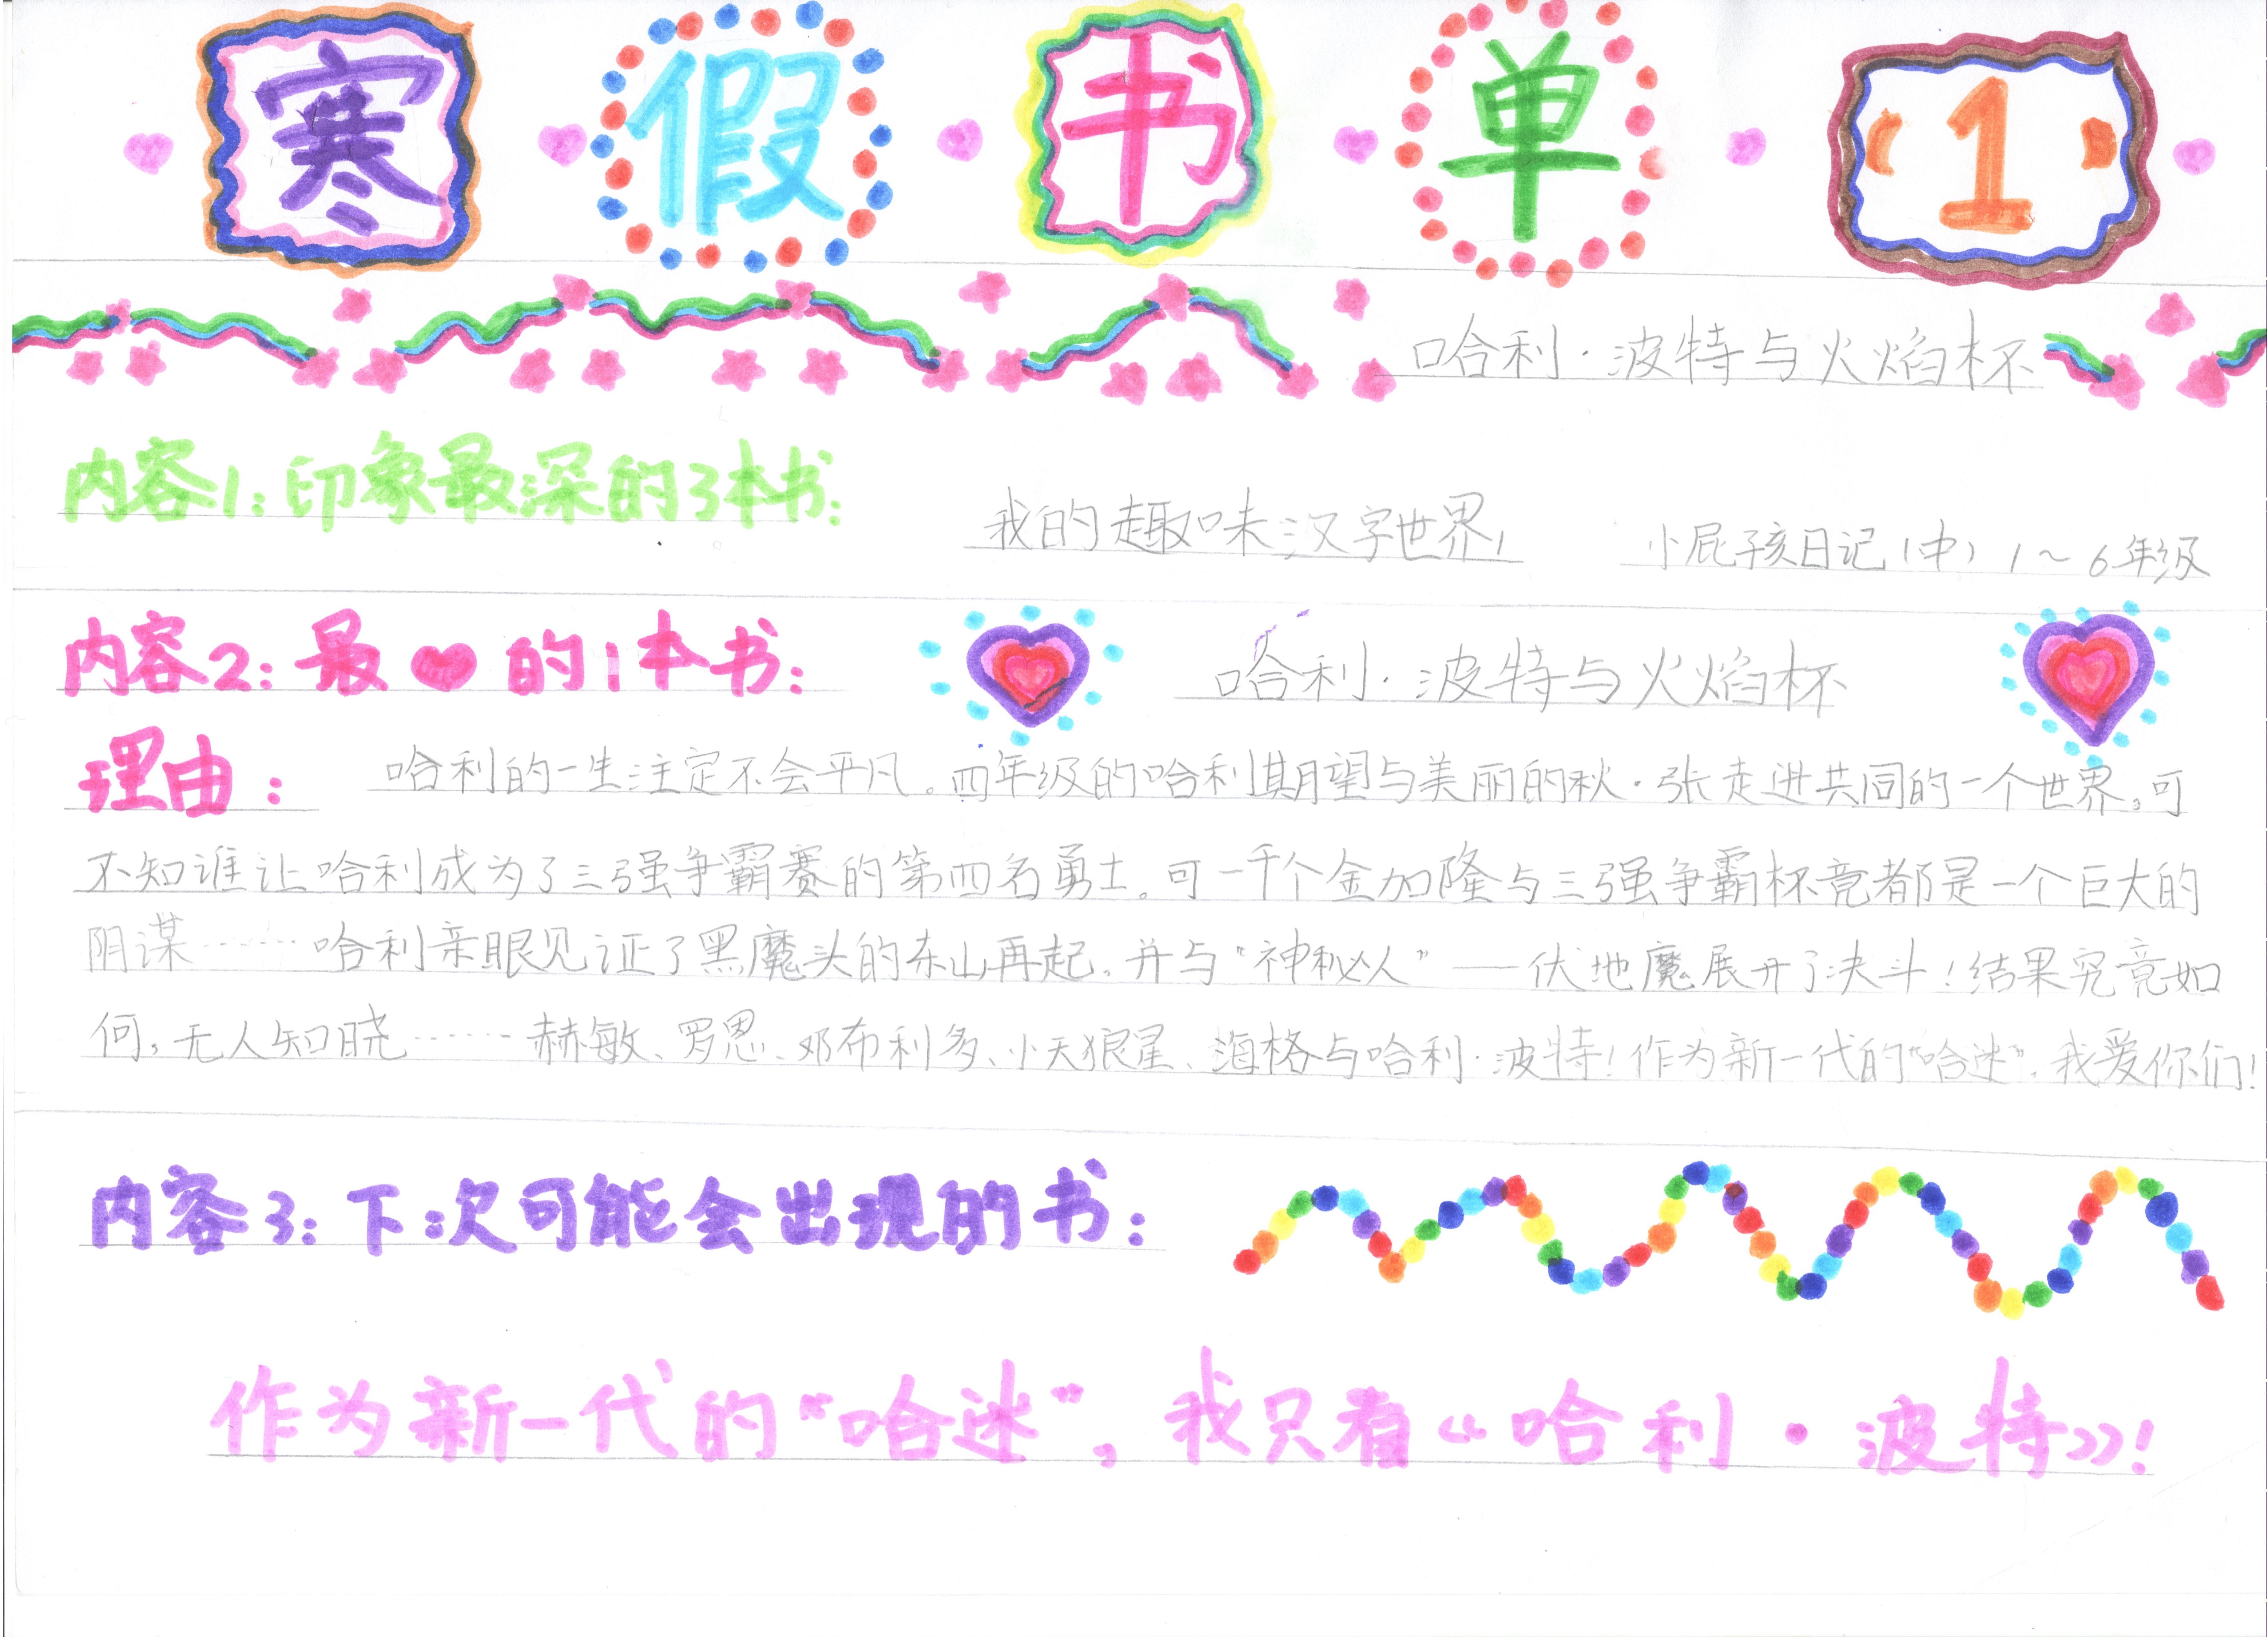 寒假书单(1)
哈利·波特与火焰杯
内容1:印象最深的3本书:
我的趣味汉字世界1 小屁孩日记(中)1~6年级
内容2:最❤的1本书: 哈利·波特与火焰杯
理由: 哈利的一生注定不会平凡。四年级的哈利期望与美丽的秋·张走进共同的一个世界,可
不知谁让哈利成为了三强争霸赛的第四名勇士。可一千个金加隆与三强争霸杯竟都是一个巨大的
阴谋……哈利亲眼见证了黑魔头的东山再起,并与“神秘人”——伏地魔展开了决斗!结果究竟如
何,无人知晓……赫敏、罗恩、邓布利多、小天狼星、海格与哈利·波特!作为新一代的“哈迷”,我爱你们!
内容3:下次可能会出现的书:
作为新一代的“哈迷”,我只看《哈利·波特》!